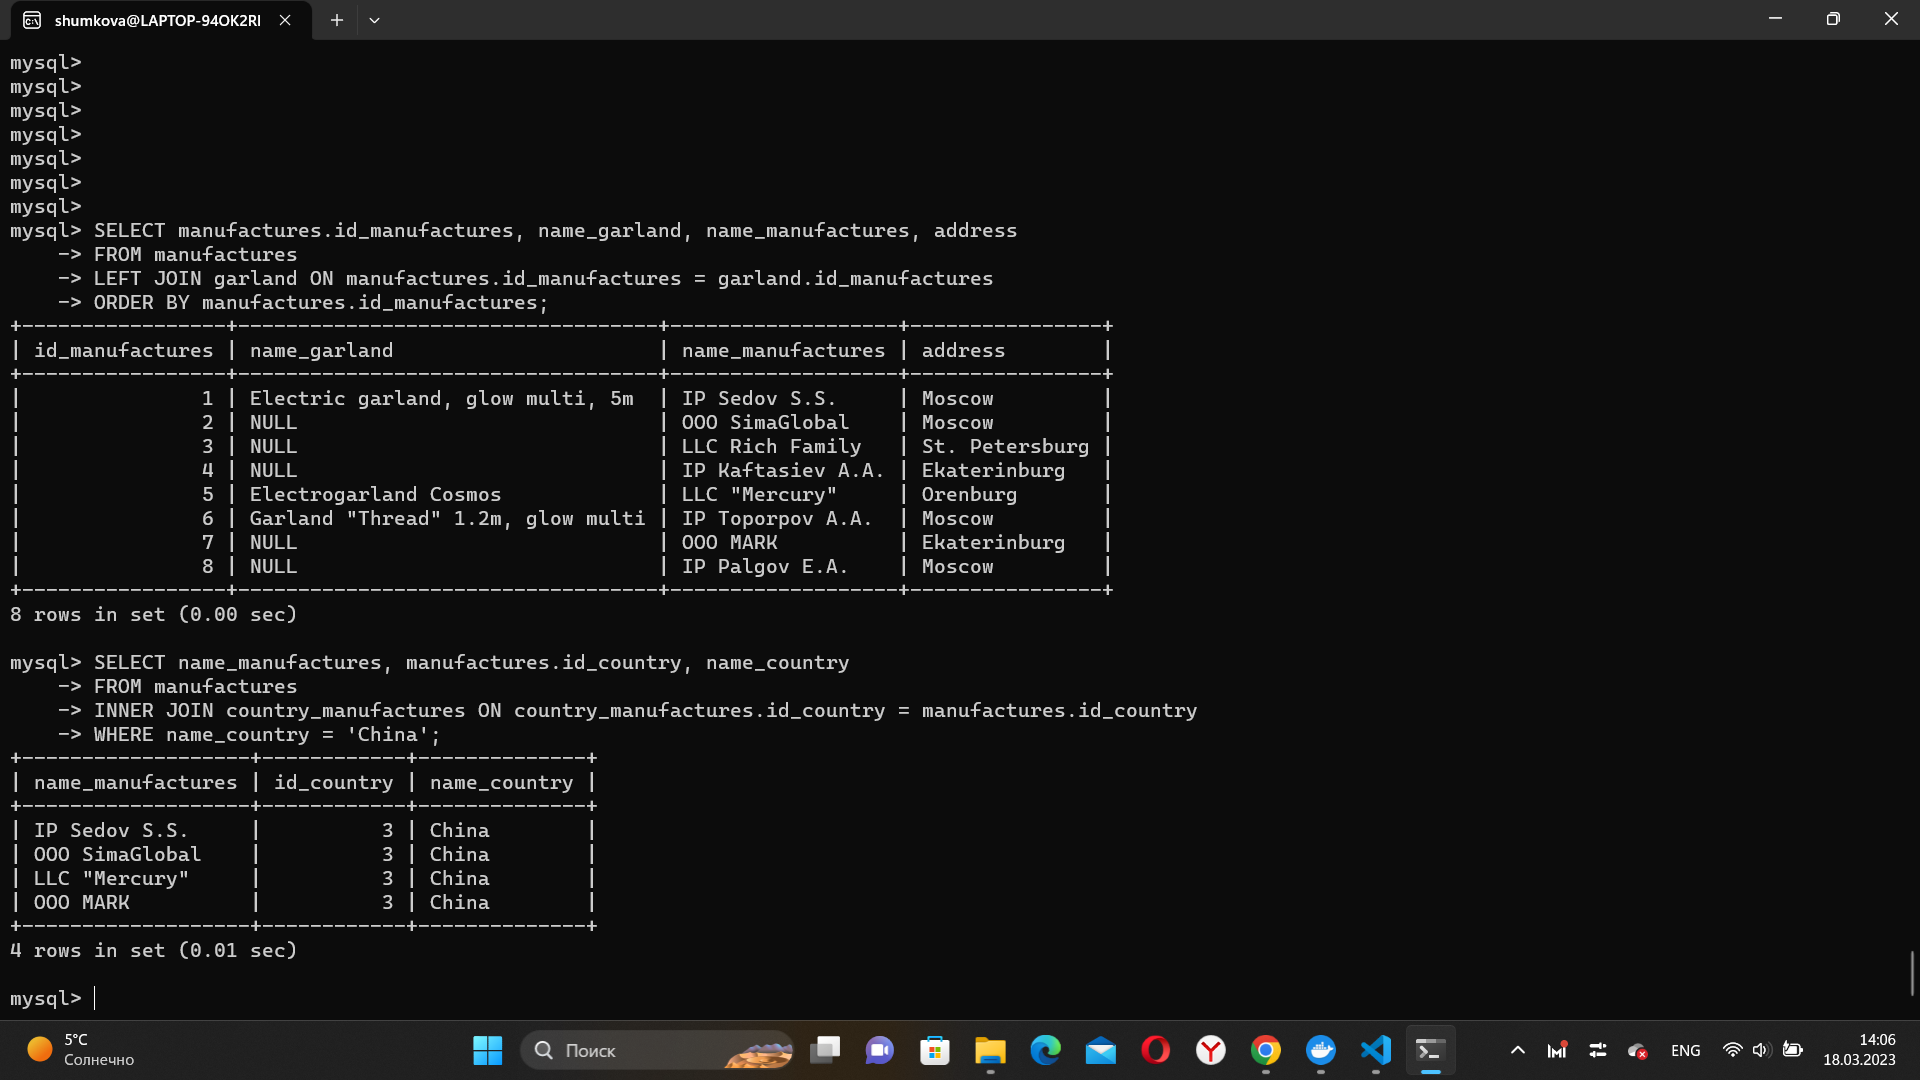 shumkova@LAPTOP-94OK2RI
mysql>
mysql>
mysql>
mysql>
mysql>
mysql>
mysql>
mysql> SELECT manufactures.id_manufactures, name_garland, name_manufactures, address
    -> FROM manufactures
    -> LEFT JOIN garland ON manufactures.id_manufactures = garland.id_manufactures
    -> ORDER BY manufactures.id_manufactures;
+-----------------+-----------------------------------+-------------------+----------------+
| id_manufactures | name_garland                      | name_manufactures | address        |
+-----------------+-----------------------------------+-------------------+----------------+
|               1 | Electric garland, glow multi, 5m  | IP Sedov S.S.     | Moscow         |
|               2 | NULL                              | OOO SimaGlobal    | Moscow         |
|               3 | NULL                              | LLC Rich Family   | St. Petersburg |
|               4 | NULL                              | IP Kaftasiev A.A. | Ekaterinburg   |
|               5 | Electrogarland Cosmos             | LLC "Mercury"     | Orenburg       |
|               6 | Garland "Thread" 1.2m, glow multi | IP Toporpov A.A.  | Moscow         |
|               7 | NULL                              | OOO MARK          | Ekaterinburg   |
|               8 | NULL                              | IP Palgov E.A.    | Moscow         |
+-----------------+-----------------------------------+-------------------+----------------+
8 rows in set (0.00 sec)
mysql> SELECT name_manufactures, manufactures.id_country, name_country
    -> FROM manufactures
    -> INNER JOIN country_manufactures ON country_manufactures.id_country = manufactures.id_country
    -> WHERE name_country = 'China';
+-------------------+------------+--------------+
| name_manufactures | id_country | name_country |
+-------------------+------------+--------------+
| IP Sedov S.S.     |          3 | China        |
| OOO SimaGlobal    |          3 | China        |
| LLC "Mercury"     |          3 | China        |
| OOO MARK          |          3 | China        |
+-------------------+------------+--------------+
4 rows in set (0.01 sec)
mysql>
5°C
Солнечно
Поиск
ENG
14:06
18.03.2023